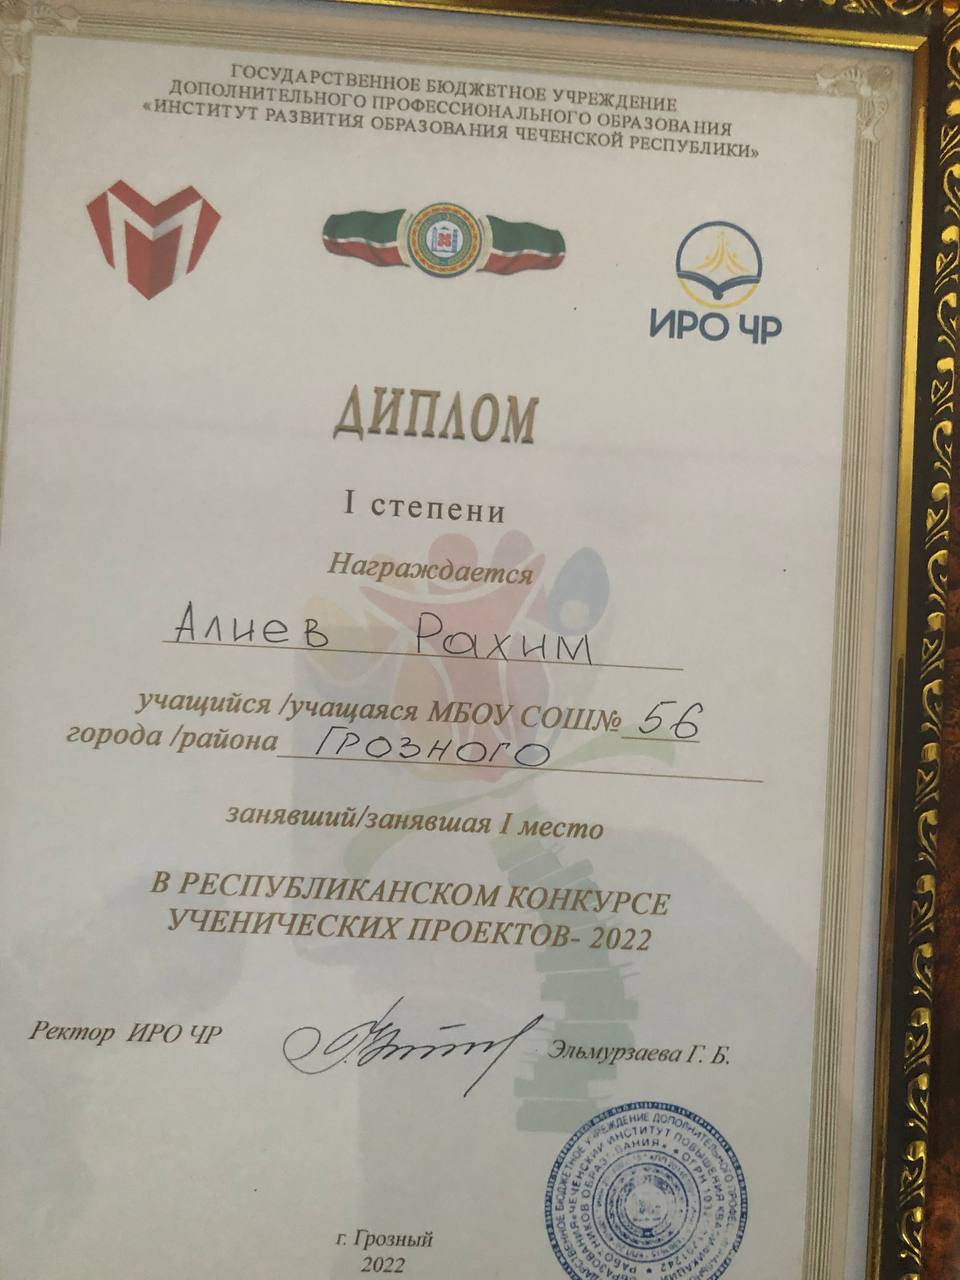 ГОСУДАРСТВЕННОЕ БЮДЖЕТНОЕ УЧРЕЖДЕНИЕ
ДОПОЛНИТЕЛЬНОГО ПРОФЕССИОНАЛЬНОГО ОБРАЗОВАНИЯ
«ИНСТИТУТ РАЗВИТИЯ ОБРАЗОВАНИЯ ЧЕЧЕНСКОЙ РЕСПУБЛИКИ»
ИРО ЧР
ДИПЛОМ
I степени
Награждается
Алиев Рахим
учащийся /учащаяся МБОУ СОШ№ 56
города /района Грозного
занявший/занявшая I место
В РЕСПУБЛИКАНСКОМ КОНКУРСЕ
УЧЕНИЧЕСКИХ ПРОЕКТОВ- 2022
Ректор ИРО ЧР
Эльмурзаева Г. Б.
г. Грозный
2022